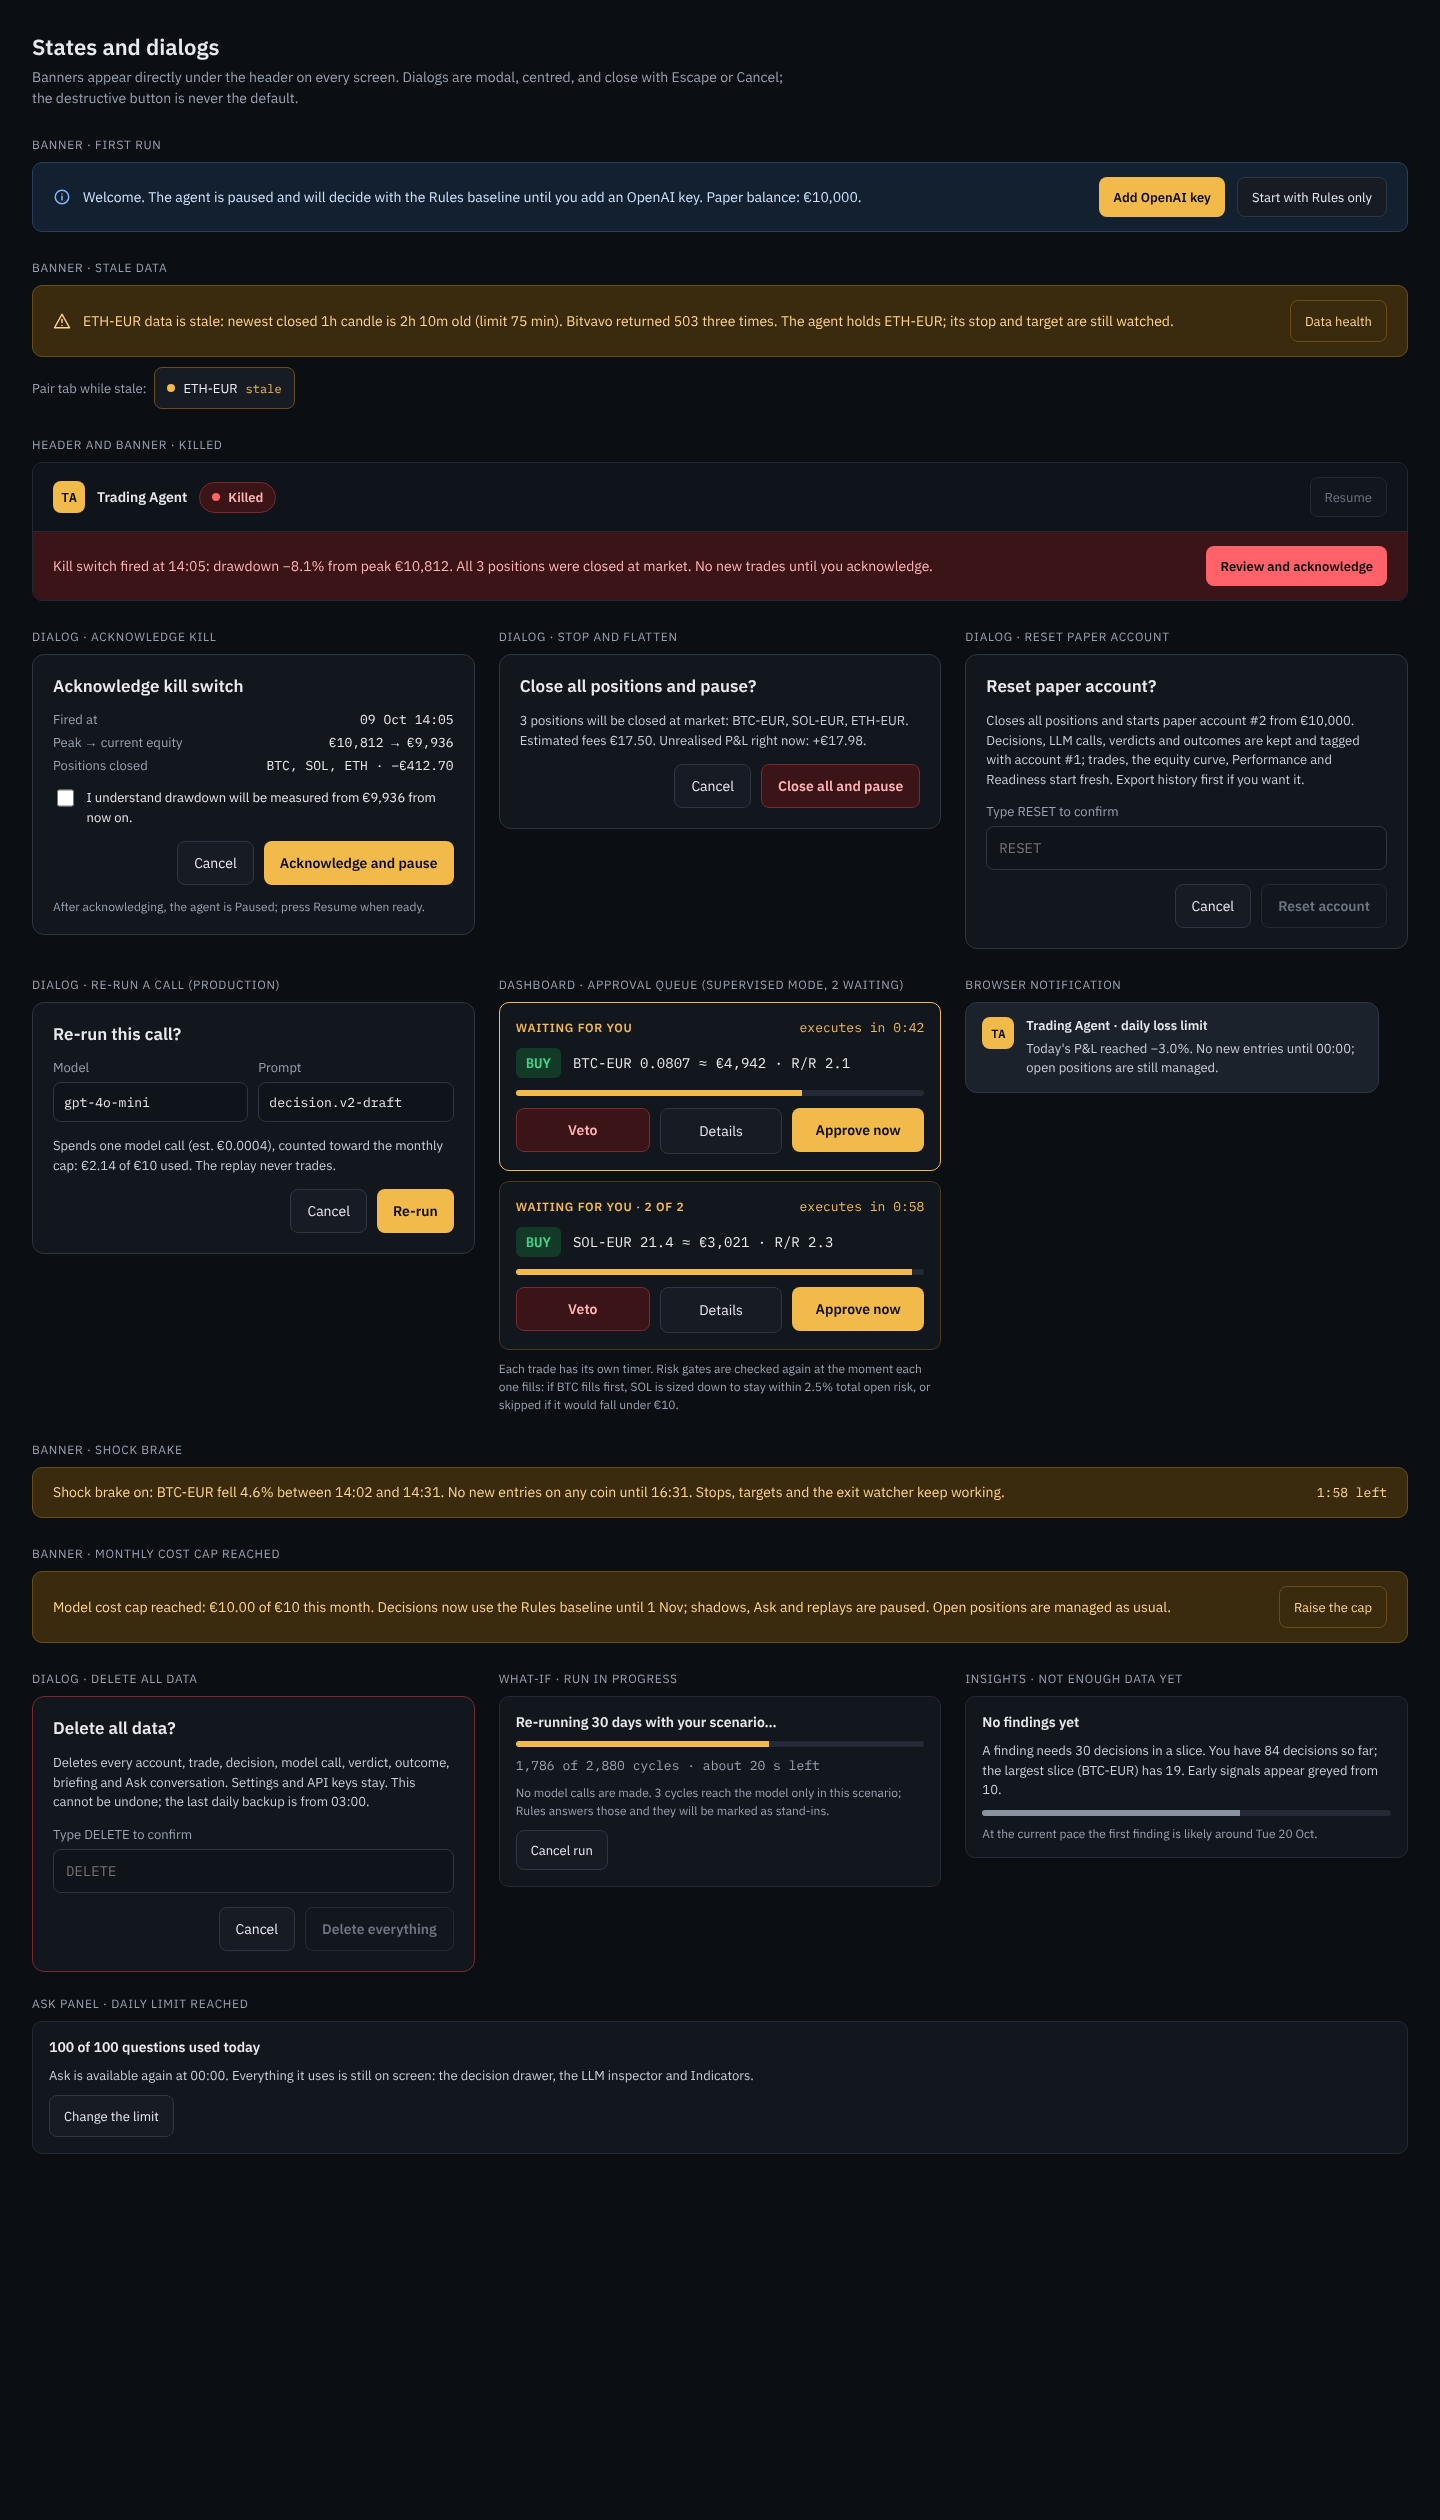 States and dialogs
Banners appear directly under the header on every screen. Dialogs are modal, centred, and close with Escape or Cancel;
the destructive button is never the default.
BANNER · FIRST RUN
Welcome. The agent is paused and will decide with the Rules baseline until you add an OpenAI key. Paper balance: €10,000.
Add OpenAI key
Start with Rules only
BANNER · STALE DATA
ETH-EUR data is stale: newest closed 1h candle is 2h 10m old (limit 75 min). Bitvavo returned 503 three times. The agent holds ETH-EUR; its stop and target are still watched.
Data health
Pair tab while stale:
ETH-EUR stale
HEADER AND BANNER · KILLED
TA
Trading Agent
Killed
Resume
Kill switch fired at 14:05: drawdown −8.1% from peak €10,812. All 3 positions were closed at market. No new trades until you acknowledge.
Review and acknowledge
DIALOG · ACKNOWLEDGE KILL
Acknowledge kill switch
Fired at 09 Oct 14:05
Peak → current equity €10,812 → €9,936
Positions closed BTC, SOL, ETH · −€412.70
I understand drawdown will be measured from €9,936 from
now on.
Cancel
Acknowledge and pause
After acknowledging, the agent is Paused; press Resume when ready.
DIALOG · STOP AND FLATTEN
Close all positions and pause?
3 positions will be closed at market: BTC-EUR, SOL-EUR, ETH-EUR.
Estimated fees €17.50. Unrealised P&L right now: +€17.98.
Cancel
Close all and pause
DIALOG · RESET PAPER ACCOUNT
Reset paper account?
Closes all positions and starts paper account #2 from €10,000.
Decisions, LLM calls, verdicts and outcomes are kept and tagged
with account #1; trades, the equity curve, Performance and
Readiness start fresh. Export history first if you want it.
Type RESET to confirm
RESET
Cancel
Reset account
DIALOG · RE-RUN A CALL (PRODUCTION)
Re-run this call?
Model
Prompt
gpt-4o-mini
decision.v2-draft
Spends one model call (est. €0.0004), counted toward the monthly
cap: €2.14 of €10 used. The replay never trades.
Cancel
Re-run
DASHBOARD · APPROVAL QUEUE (SUPERVISED MODE, 2 WAITING)
WAITING FOR YOU
executes in 0:42
BUY
BTC-EUR 0.0807 ≈ €4,942 · R/R 2.1
Veto
Details
Approve now
WAITING FOR YOU · 2 OF 2
executes in 0:58
BUY
SOL-EUR 21.4 ≈ €3,021 · R/R 2.3
Veto
Details
Approve now
Each trade has its own timer. Risk gates are checked again at the moment each
one fills: if BTC fills first, SOL is sized down to stay within 2.5% total open risk, or
skipped if it would fall under €10.
BROWSER NOTIFICATION
TA
Trading Agent · daily loss limit
Today's P&L reached −3.0%. No new entries until 00:00;
open positions are still managed.
BANNER · SHOCK BRAKE
Shock brake on: BTC-EUR fell 4.6% between 14:02 and 14:31. No new entries on any coin until 16:31. Stops, targets and the exit watcher keep working.
1:58 left
BANNER · MONTHLY COST CAP REACHED
Model cost cap reached: €10.00 of €10 this month. Decisions now use the Rules baseline until 1 Nov; shadows, Ask and replays are paused. Open positions are managed as usual.
Raise the cap
DIALOG · DELETE ALL DATA
Delete all data?
Deletes every account, trade, decision, model call, verdict, outcome,
briefing and Ask conversation. Settings and API keys stay. This
cannot be undone; the last daily backup is from 03:00.
Type DELETE to confirm
DELETE
Cancel
Delete everything
WHAT-IF · RUN IN PROGRESS
Re-running 30 days with your scenario…
1,786 of 2,880 cycles · about 20 s left
No model calls are made. 3 cycles reach the model only in this scenario;
Rules answers those and they will be marked as stand-ins.
Cancel run
INSIGHTS · NOT ENOUGH DATA YET
No findings yet
A finding needs 30 decisions in a slice. You have 84 decisions so far;
the largest slice (BTC-EUR) has 19. Early signals appear greyed from
10.
At the current pace the first finding is likely around Tue 20 Oct.
ASK PANEL · DAILY LIMIT REACHED
100 of 100 questions used today
Ask is available again at 00:00. Everything it uses is still on screen: the decision drawer, the LLM inspector and Indicators.
Change the limit